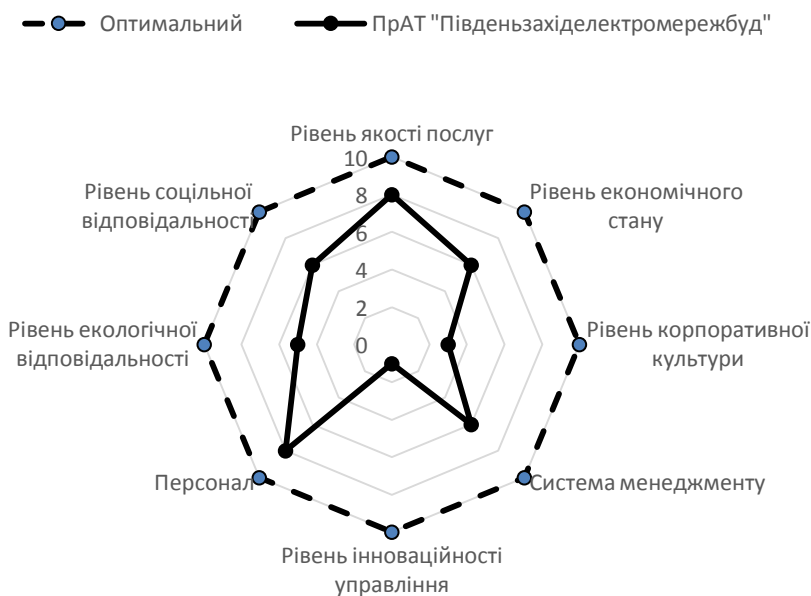 Оптимальний
ПрАТ "Південьзахіделектромережбуд"
Рівень якості послуг
10
8
6
4
2
0
Рівень економічного
стану
Рівень корпоративної
культури
Система менеджменту
Рівень інноваційності
управління
Персонал
Рівень екологічної
відповідальності
Рівень соцільної
відповідальності